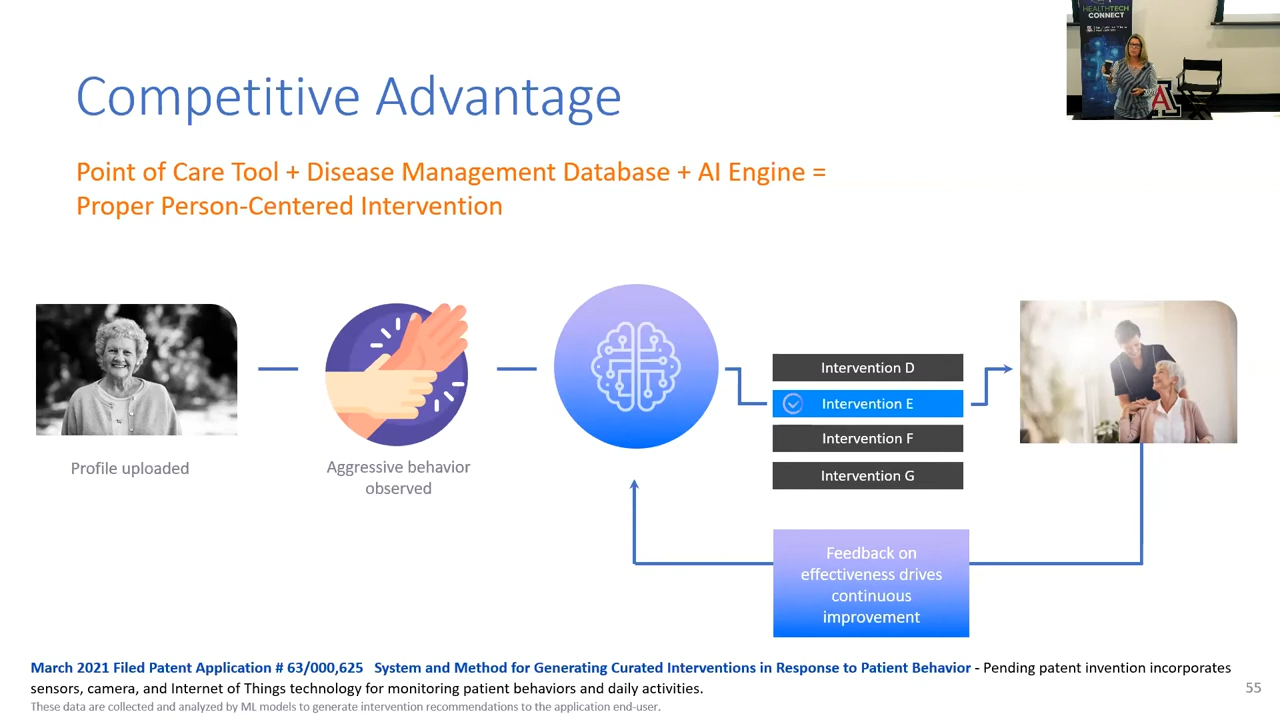 HEALTHTECH
CONNECT
Competitive Advantage
A
Point of Care Tool + Disease Management Database + AI Engine =
Proper Person-Centered Intervention
Intervention D
Intervention E
Intervention F
Intervention G
Profile uploaded
Aggressive behavior
observed
Feedback on
effectiveness drives
continuous
improvement
March 2021 Filed Patent Application # 63/000,625 System and Method for Generating Curated Interventions in Response to Patient Behavior - Pending patent invention incorporates
sensors, camera, and Internet of Things technology for monitoring patient behaviors and daily activities.
55
These data are collected and analyzed by ML models to generate intervention recommendations to the application end-user.